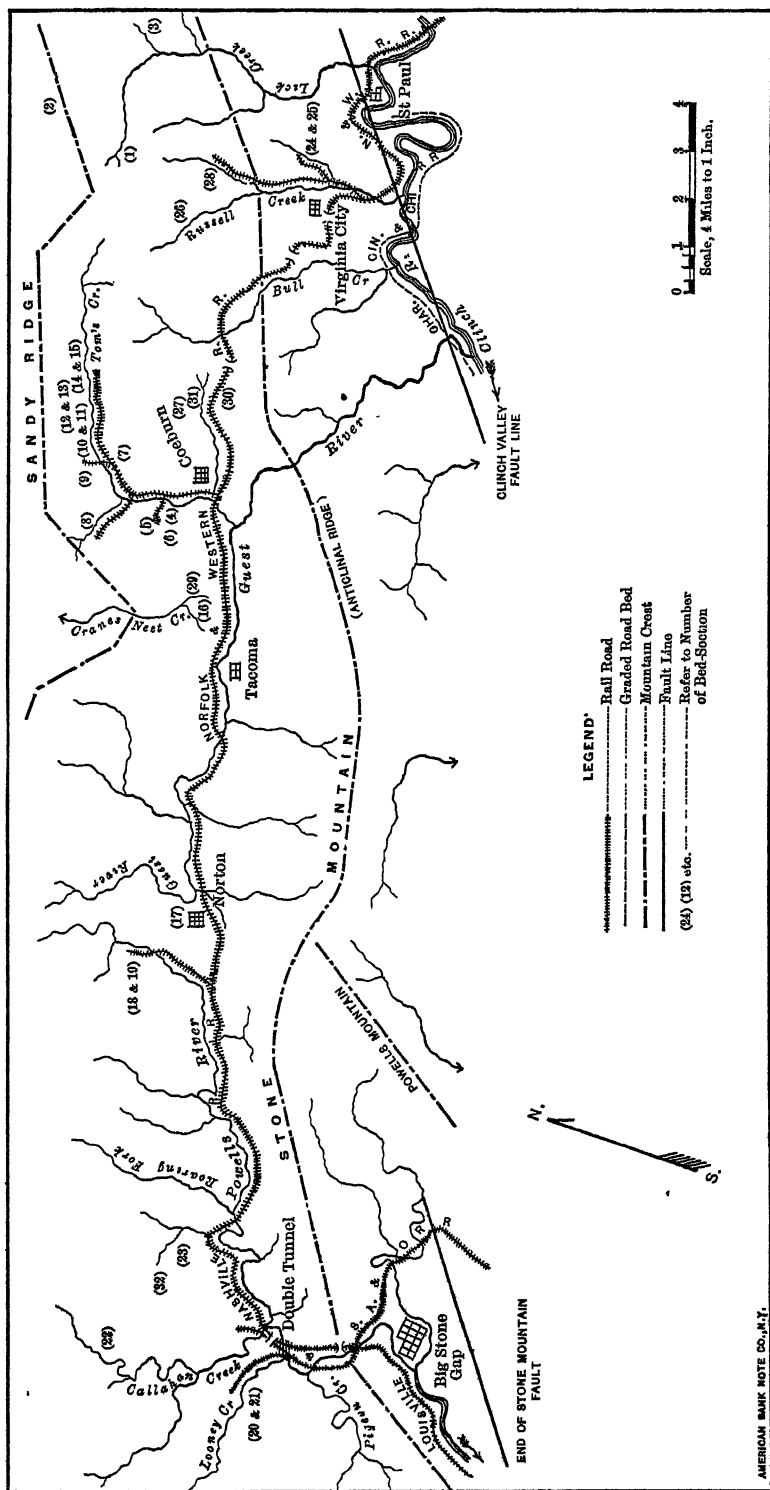 SANDY RIDGE
(1)
(2)
(3)
Lick Creek
(12 & 13)
(10 & 11)
(14 & 15)
Tom's Cr.
(9)
(7)
(8)
(5)
(6) (4)
Coeburn
(27)
(31)
(30)
(28)
(26)
Russell Creek
(24 & 25)
Virginia City
N & W. R. R.
St Paul
Bull Cr
CHAR. CIN. & CHI R R
Clinch R.
CLINCH VALLEY
FAULT LINE
Cranes Nest Cr.
(29)
(16)
Guest River
NORFOLK & WESTERN R. R.
Tacoma
(ANTICLINAL RIDGE)
Guest River
(17)
Norton
(18 & 19)
Powells River
Roaring Fork
STONE MOUNTAIN
POWELLS MOUNTAIN
(32)
(23)
(22)
Callahan Creek
Looney Cr
(20 & 21)
Pigeon Cr.
Double Tunnel
LOUISVILLE & NASHVILLE R. R.
S. A. & O R R
Big Stone
Gap
END OF STONE MOUNTAIN
FAULT
N.
S.
LEGEND
Rail Road
Graded Road Bed
Mountain Crest
Fault Line
(24) (12) etc. Refer to Number
of Bed-Section
0 1 2 3 4
Scale, 4 Miles to 1 Inch.
AMERICAN BANK NOTE CO., N.Y.